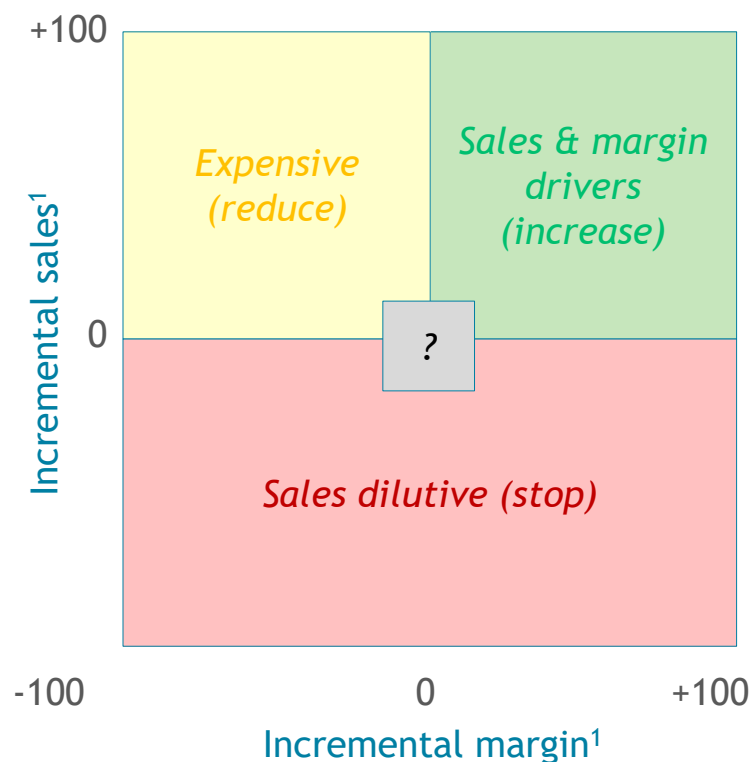 +100
Expensive
(reduce)
Sales & margin
drivers
(increase)
Incremental sales¹
0
?
Sales dilutive (stop)
-100
0
+100
Incremental margin¹